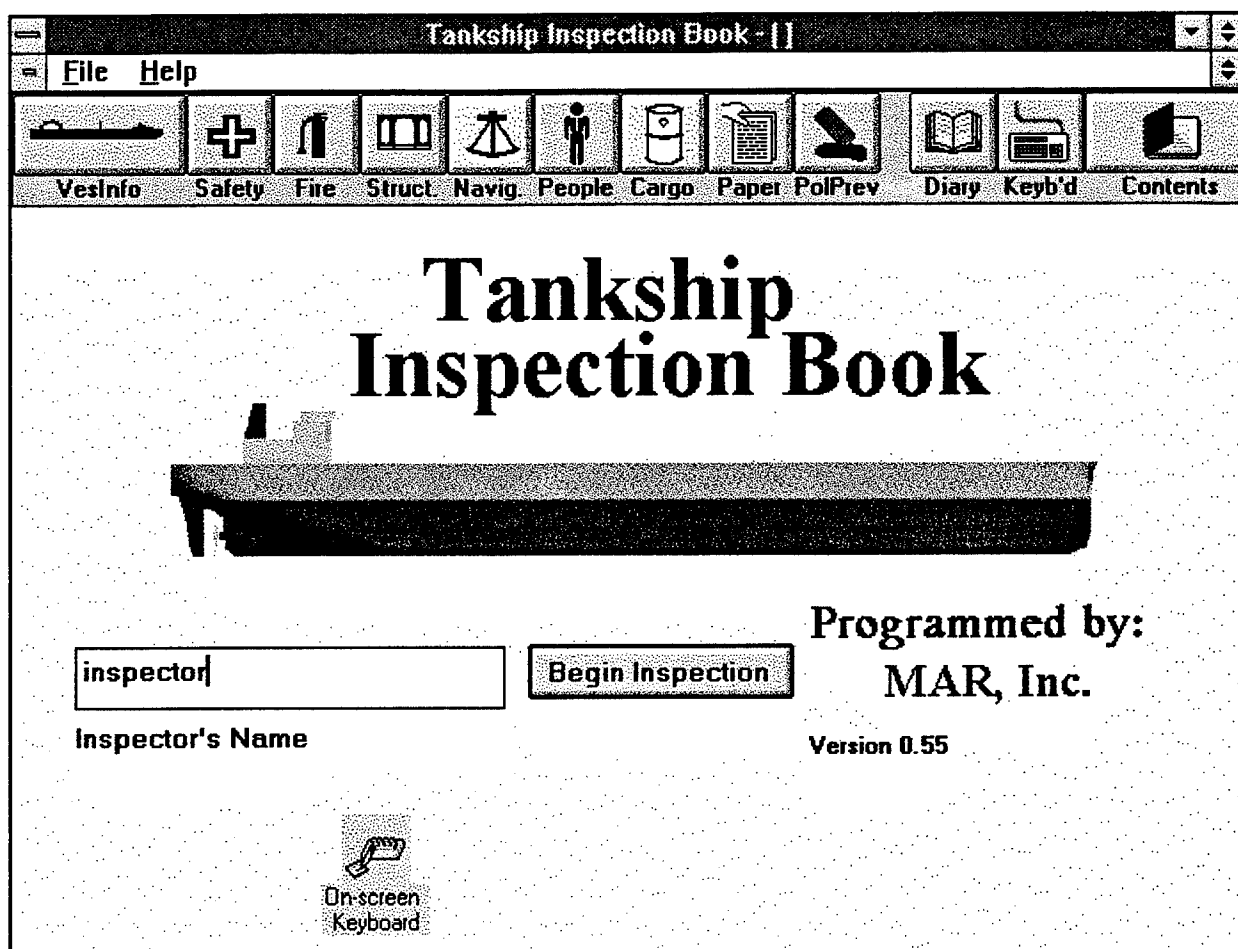 Tankship Inspection Book - [ ]
File Help
VesInfo Safety Fire Struct. Navig. People Cargo Paper PolPrev Diary Keyb'd Contents
Tankship
Inspection Book
Programmed by:
MAR, Inc.
inspector
Begin Inspection
Inspector's Name
Version 0.55
On-screen
Keyboard